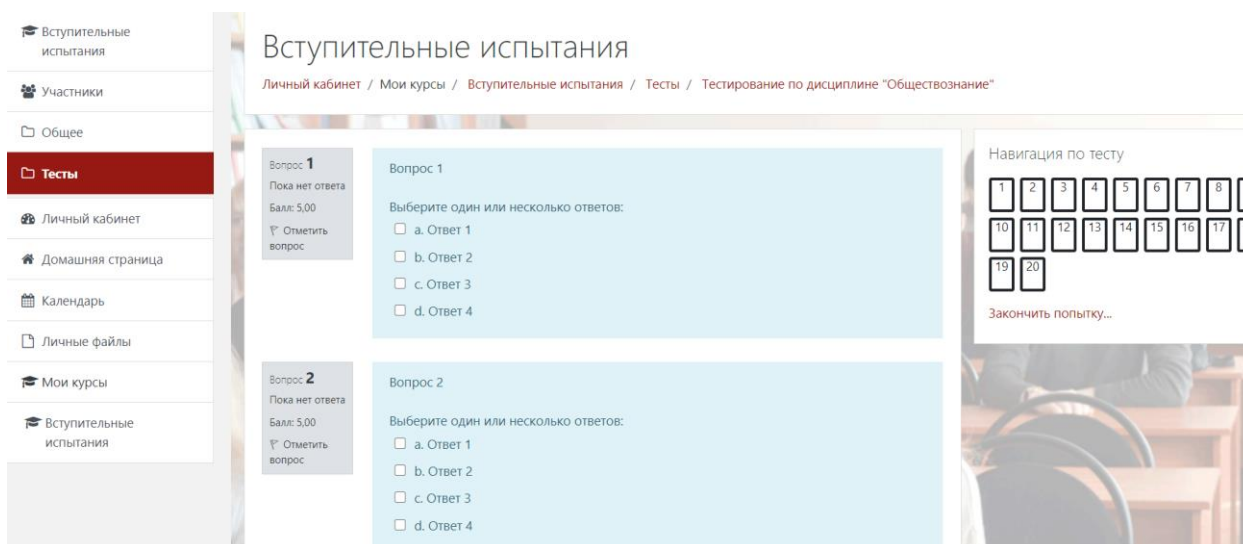 Вступительные
испытания
Участники
Общее
Тесты
Личный кабинет
Домашняя страница
Календарь
Личные файлы
Мои курсы
Вступительные
испытания
Вступительные испытания
Личный кабинет / Мои курсы / Вступительные испытания / Тесты / Тестирование по дисциплине "Обществознание"
Вопрос 1
Пока нет ответа
Балл: 5,00
Отметить
вопрос
Вопрос 1
Выберите один или несколько ответов:
a. Ответ 1
b. Ответ 2
c. Ответ 3
d. Ответ 4
Вопрос 2
Пока нет ответа
Балл: 5,00
Отметить
вопрос
Вопрос 2
Выберите один или несколько ответов:
a. Ответ 1
b. Ответ 2
c. Ответ 3
d. Ответ 4
Навигация по тесту
1 2 3 4 5 6 7 8
10 11 12 13 14 15 16 17
19 20
Закончить попытку...